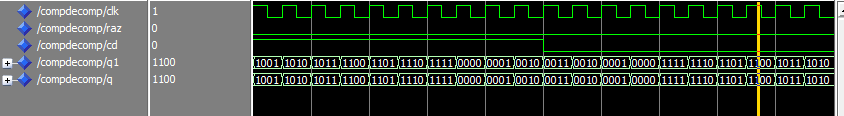 /compdecomp/clk 1
/compdecomp/raz 0
/compdecomp/cd 0
/compdecomp/q1 1100 1001 1010 1011 1100 1101 1110 1111 0000 0001 0010 0011 0010 0001 0000 1111 1110 1101 1100 1011 1010
/compdecomp/q 1100 1001 1010 1011 1100 1101 1110 1111 0000 0001 0010 0011 0010 0001 0000 1111 1110 1101 1100 1011 1010